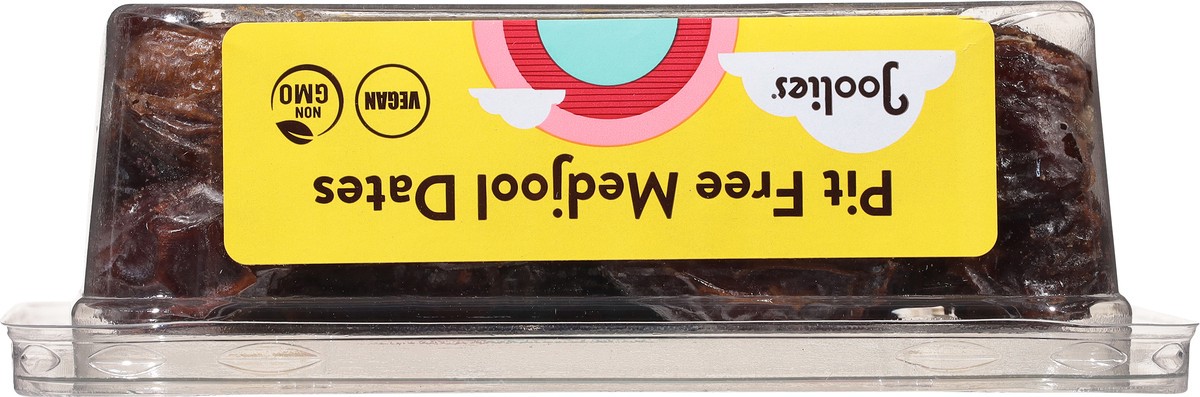 Joolies
Pit Free Medjool Dates
VEGAN
NON
GMO